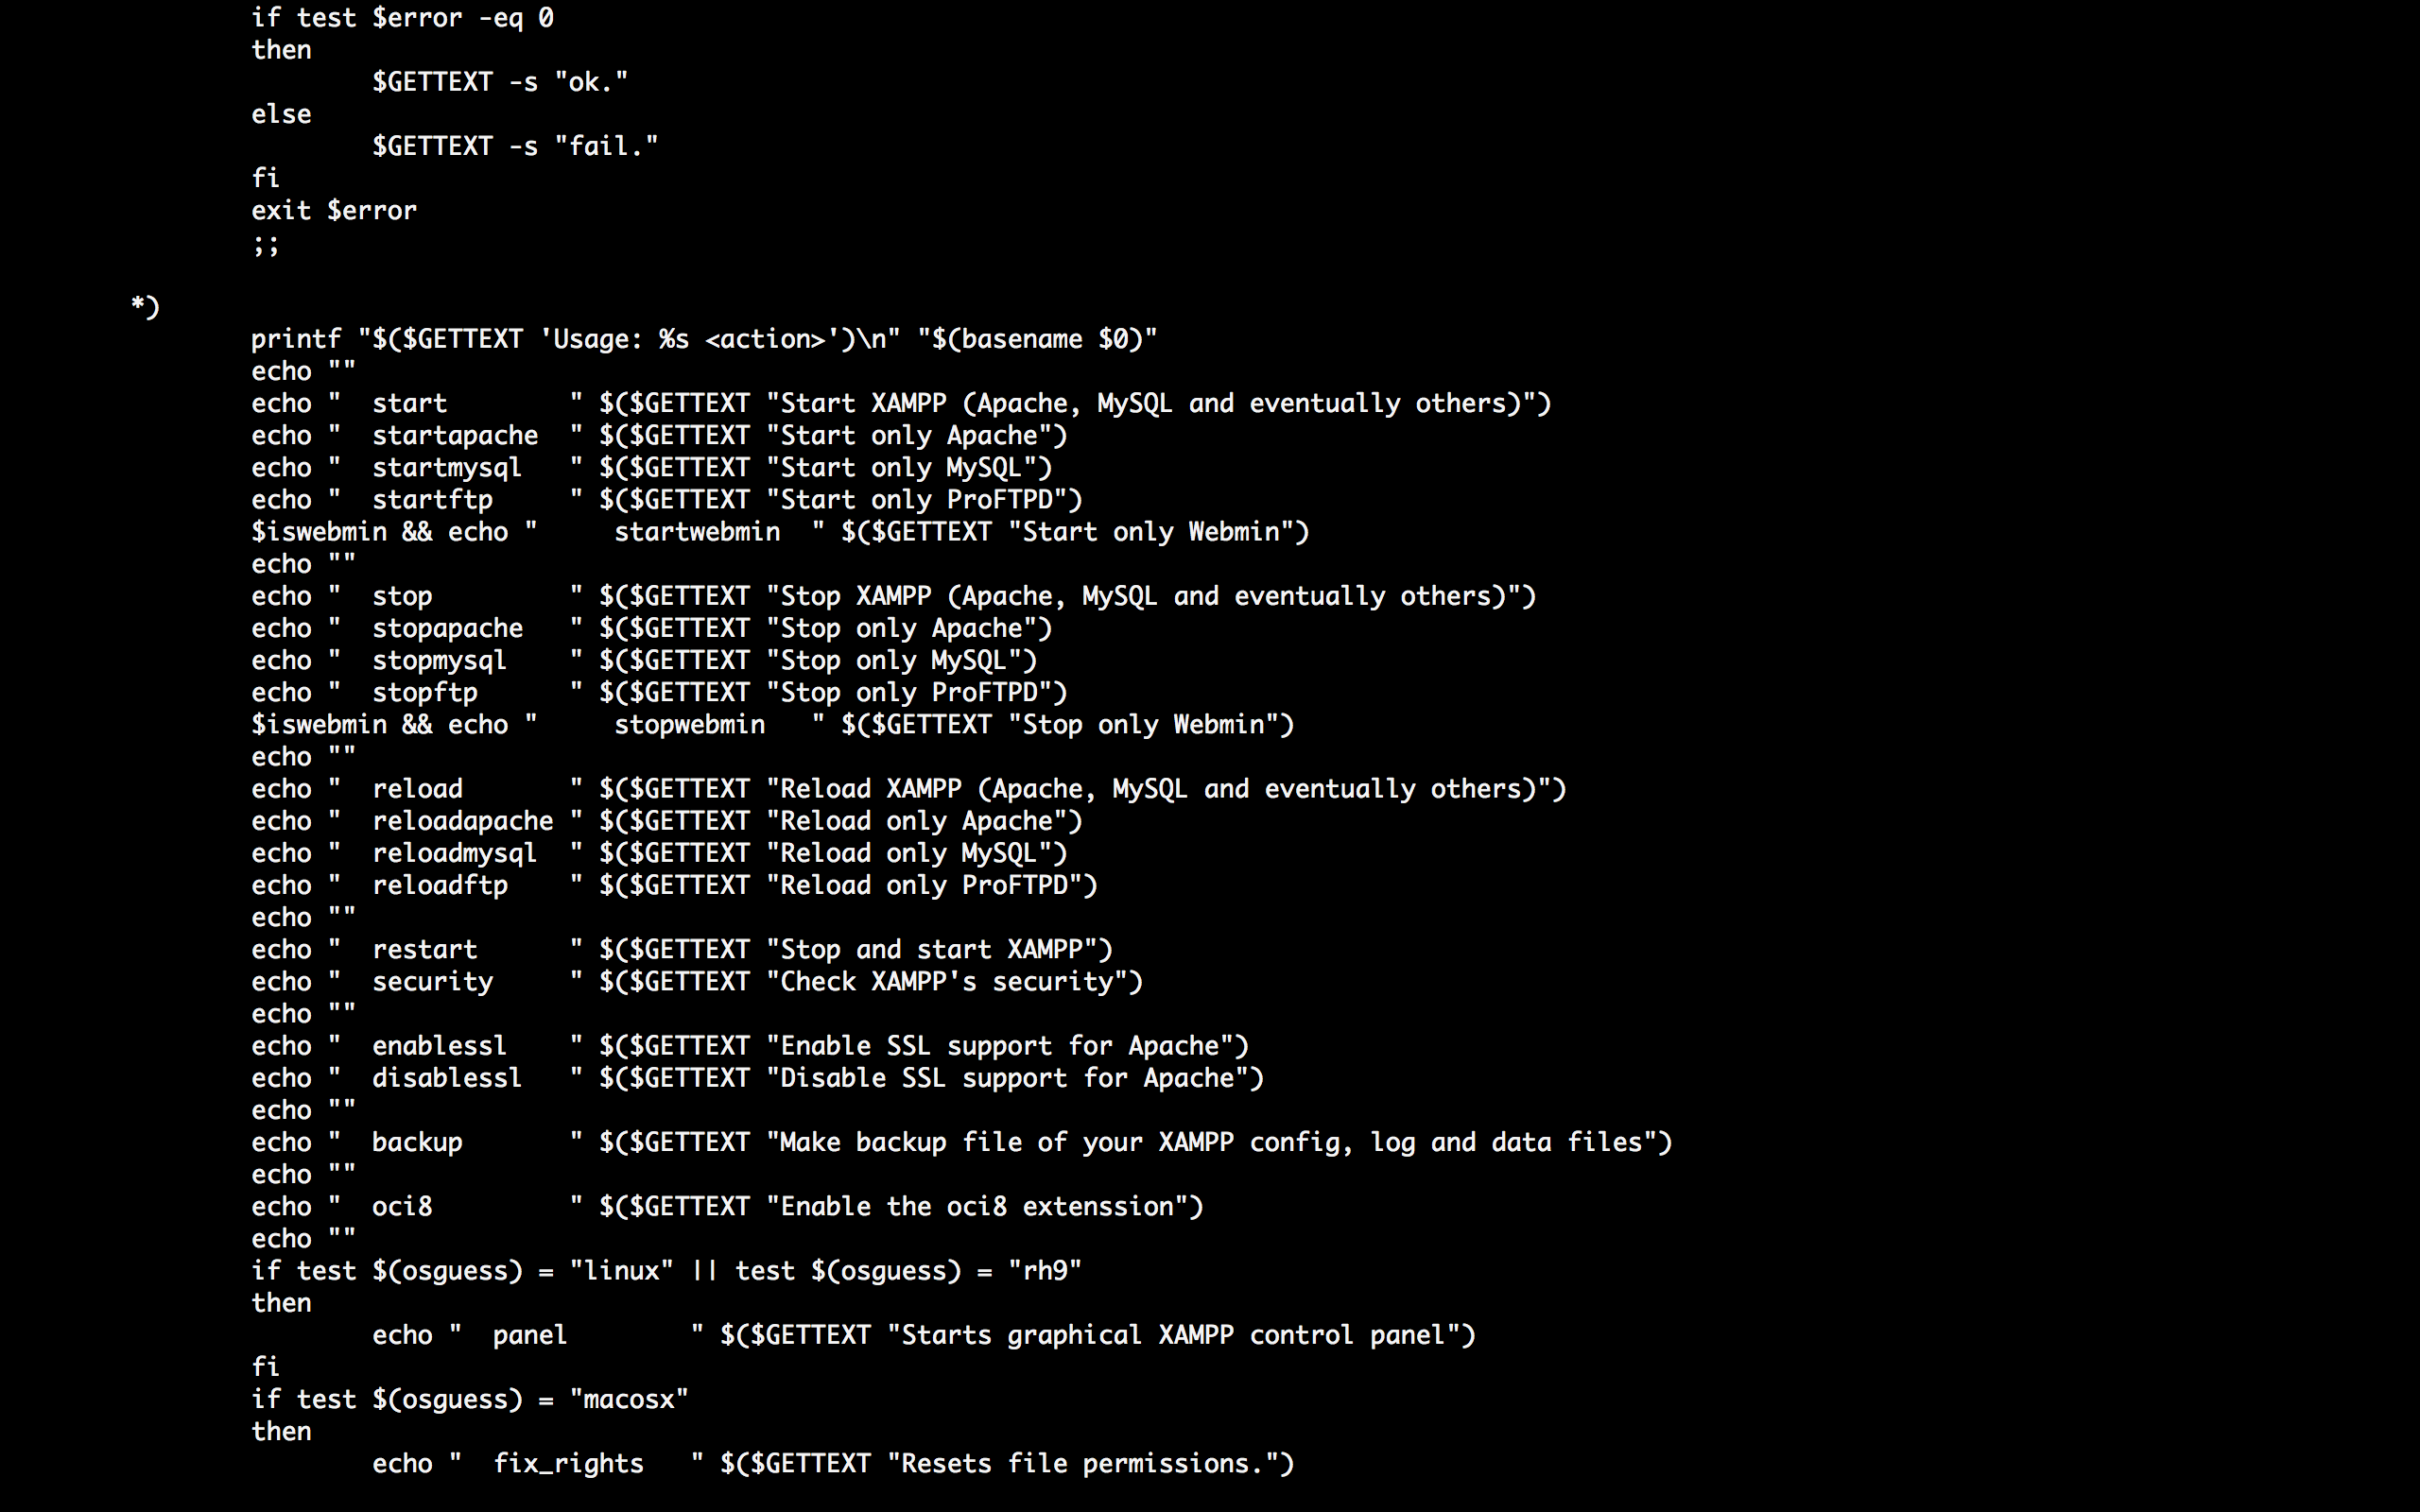 if test $error -eq 0
then
        $GETTEXT -s "ok."
else
        $GETTEXT -s "fail."
fi
exit $error
;;
*)
printf "$($GETTEXT 'Usage: %s <action>')\n" "$(basename $0)"
echo ""
echo "  start        " $($GETTEXT "Start XAMPP (Apache, MySQL and eventually others)")
echo "  startapache  " $($GETTEXT "Start only Apache")
echo "  startmysql   " $($GETTEXT "Start only MySQL")
echo "  startftp     " $($GETTEXT "Start only ProFTPD")
$iswebmin && echo "     startwebmin  " $($GETTEXT "Start only Webmin")
echo ""
echo "  stop         " $($GETTEXT "Stop XAMPP (Apache, MySQL and eventually others)")
echo "  stopapache   " $($GETTEXT "Stop only Apache")
echo "  stopmysql    " $($GETTEXT "Stop only MySQL")
echo "  stopftp      " $($GETTEXT "Stop only ProFTPD")
$iswebmin && echo "     stopwebmin   " $($GETTEXT "Stop only Webmin")
echo ""
echo "  reload       " $($GETTEXT "Reload XAMPP (Apache, MySQL and eventually others)")
echo "  reloadapache " $($GETTEXT "Reload only Apache")
echo "  reloadmysql  " $($GETTEXT "Reload only MySQL")
echo "  reloadftp    " $($GETTEXT "Reload only ProFTPD")
echo ""
echo "  restart      " $($GETTEXT "Stop and start XAMPP")
echo "  security     " $($GETTEXT "Check XAMPP's security")
echo ""
echo "  enablessl    " $($GETTEXT "Enable SSL support for Apache")
echo "  disablessl   " $($GETTEXT "Disable SSL support for Apache")
echo ""
echo "  backup       " $($GETTEXT "Make backup file of your XAMPP config, log and data files")
echo ""
echo "  oci8         " $($GETTEXT "Enable the oci8 extenssion")
echo ""
if test $(osguess) = "linux" || test $(osguess) = "rh9"
then
        echo "  panel        " $($GETTEXT "Starts graphical XAMPP control panel")
fi
if test $(osguess) = "macosx"
then
        echo "  fix_rights   " $($GETTEXT "Resets file permissions.")